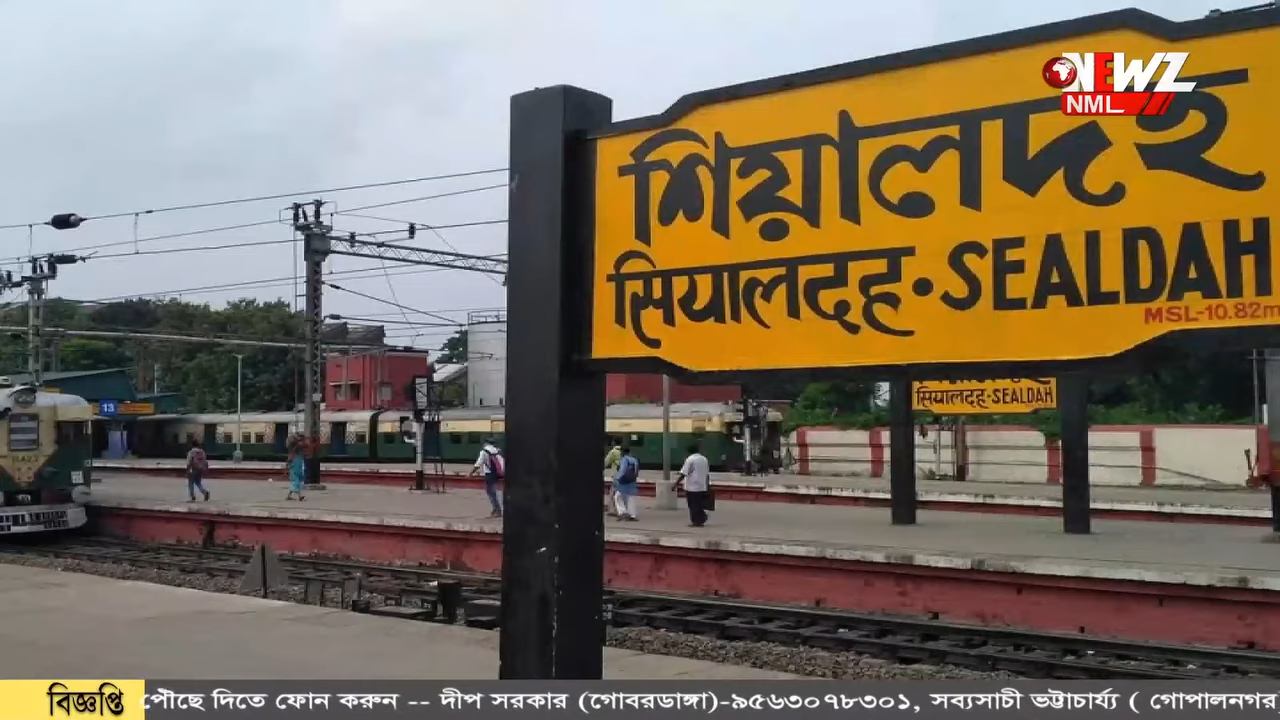 NEWZ
NML
শিয়ালদহ
सियालदह·SEALDAH
MSL-10.82m
सियालदह-SEALDAH
13
বিজ্ঞপ্তি
পৌঁছে দিতে ফোন করুন -- দীপ সরকার (গোবরডাঙ্গা)-৯৫৬৩০৭৮৩০১, সব্যসাচী ভট্টাচার্য্য ( গোপালনগর,